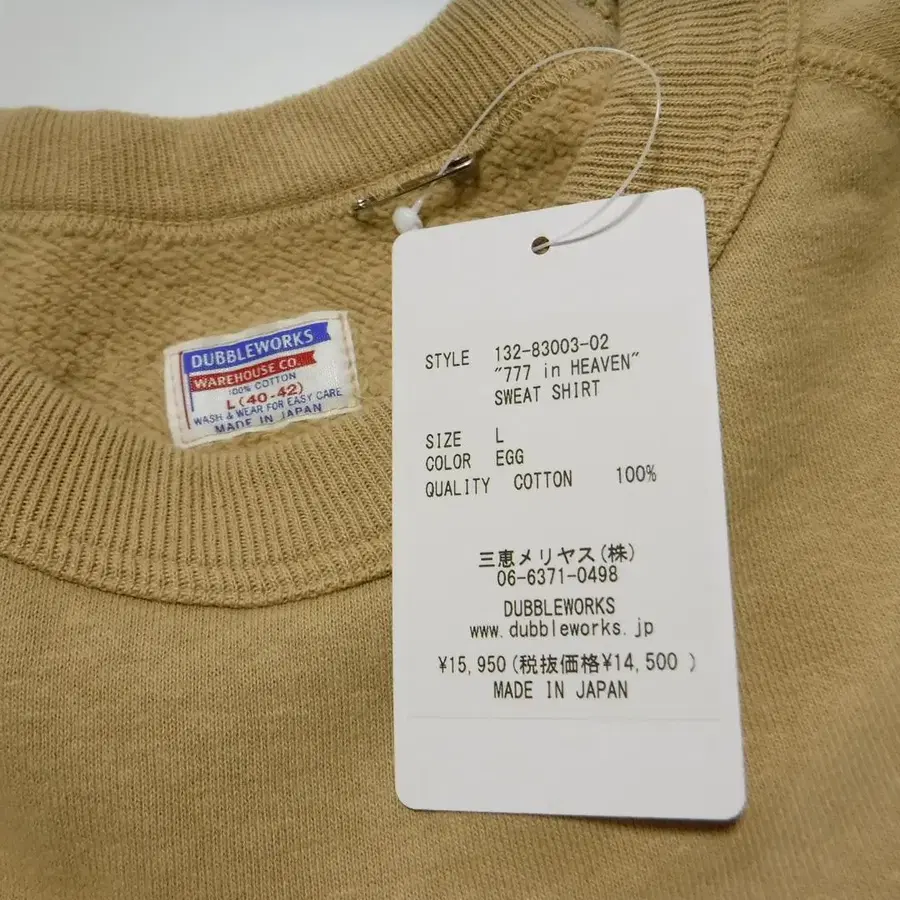 DUBBLEWORKS
WAREHOUSE CO.
100% COTTON
L (40-42)
WASH & WEAR FOR EASY CARE
MADE IN JAPAN
STYLE 132-83003-02
"777 in HEAVEN"
SWEAT SHIRT
SIZE L
COLOR EGG
QUALITY COTTON 100%
三恵メリヤス(株)
06-6371-0498
DUBBLEWORKS
www.dubbleworks.jp
¥15,950(税抜価格¥14,500 )
MADE IN JAPAN